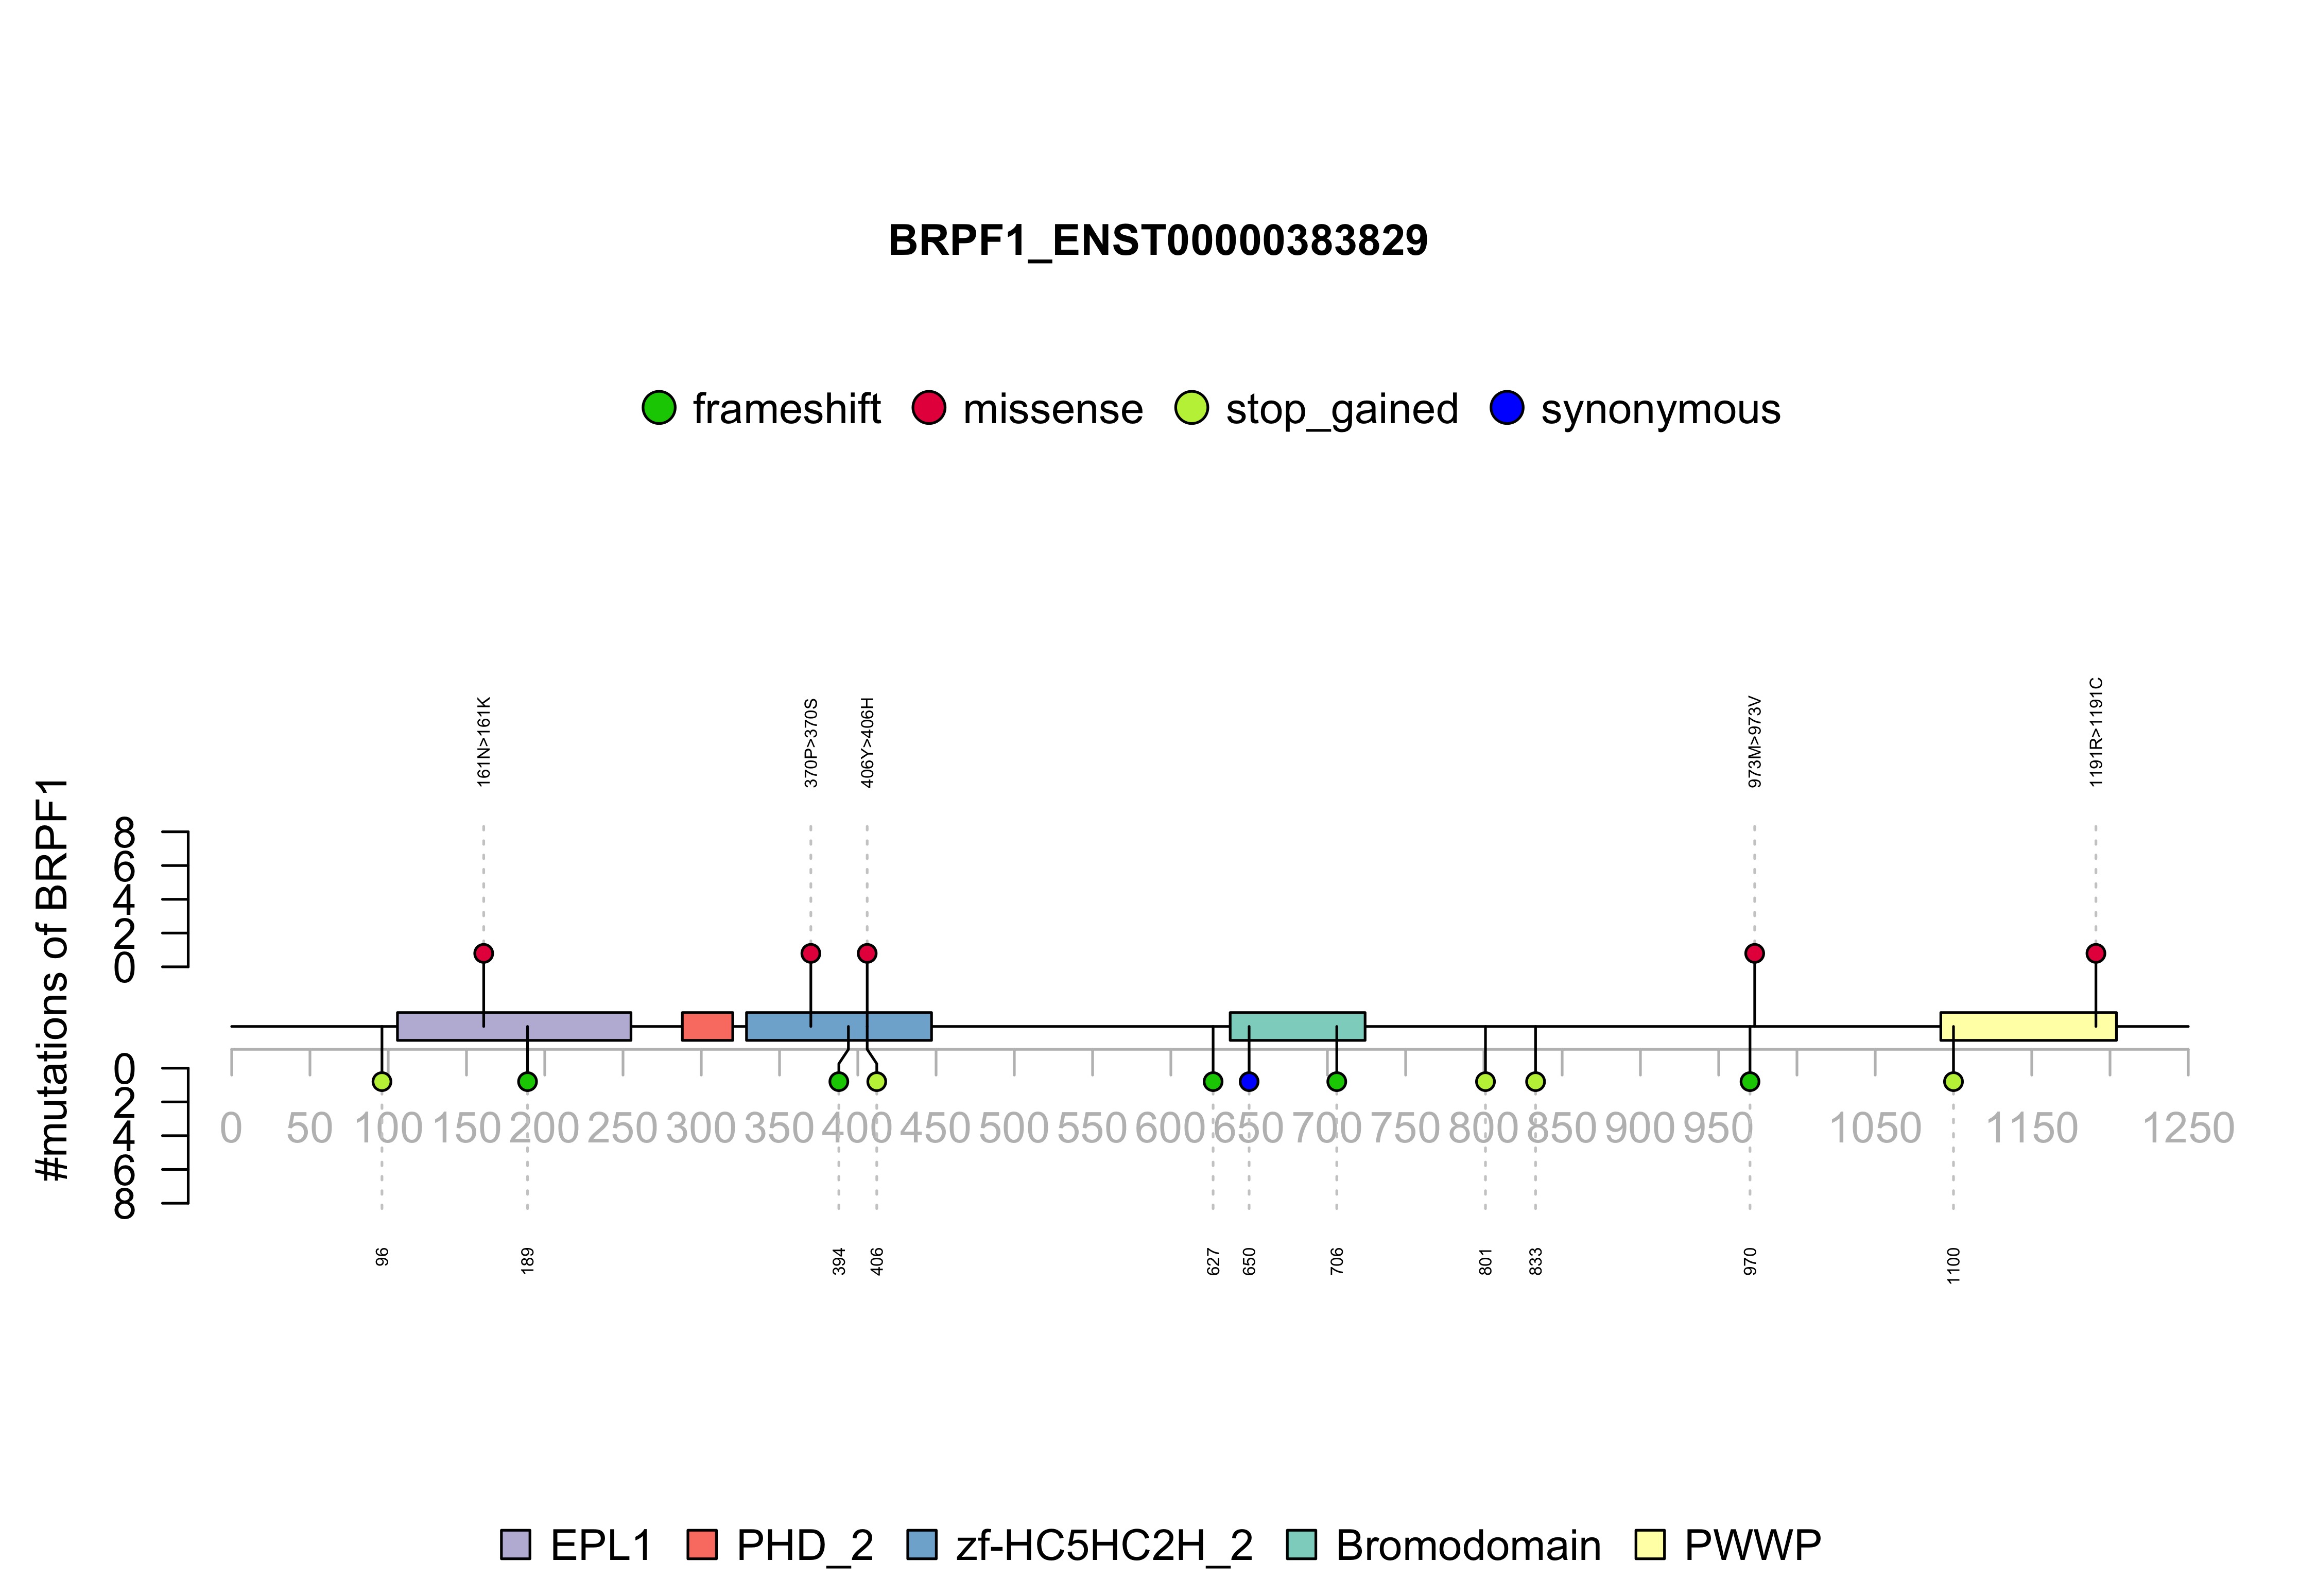 BRPF1_ENST00000383829
frameshift missense stop_gained synonymous
161N>161K 370P>370S 406Y>406H 973M>973V 1191R>1191C
#mutations of BRPF1
8
6
4
2
0
0
2
4
6
8
0 50 100 150 200 250 300 350 400 450 500 550 600 650 700 750 800 850 900 950 1050 1150 1250
96 189 394 406 627 650 706 801 833 970 1100
EPL1 PHD_2 zf-HC5HC2H_2 Bromodomain PWWP